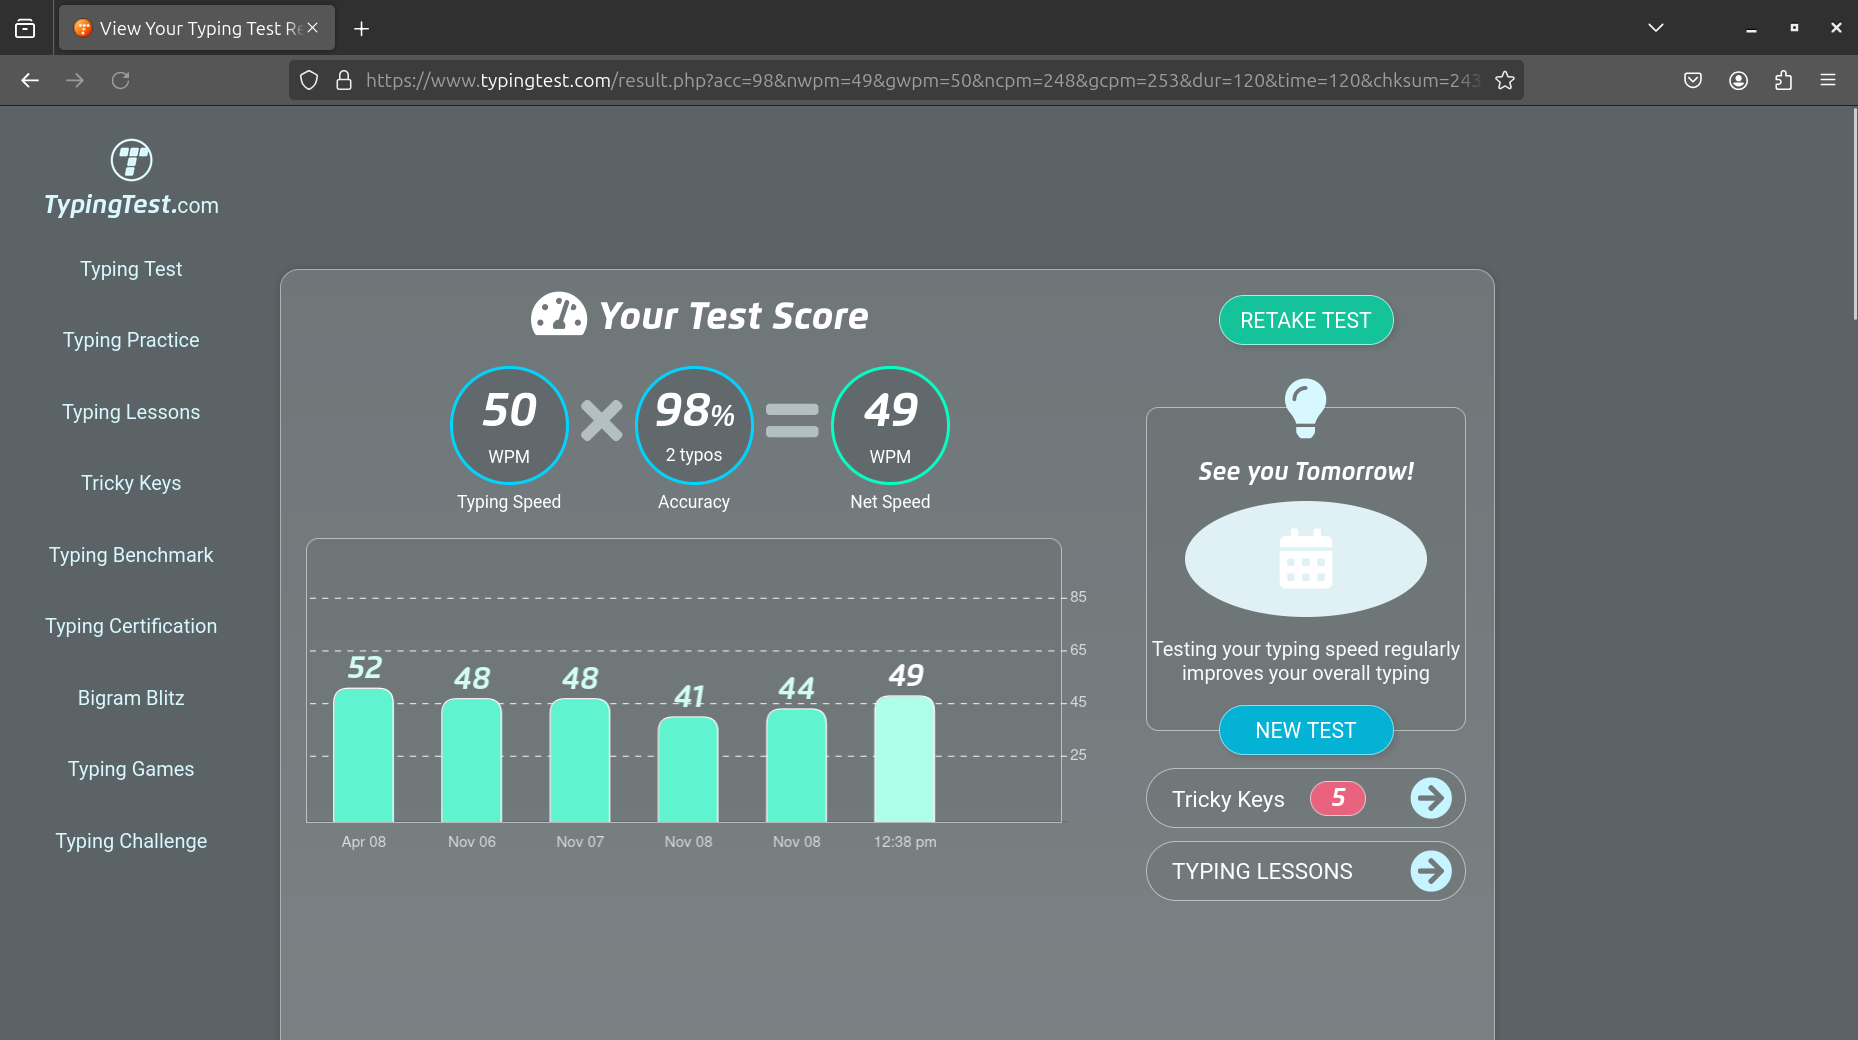 View Your Typing Test Re
https://www.typingtest.com/result.php?acc=98&nwpm=49&gwpm=50&ncpm=248&gcpm=253&dur=120&time=120&chksum=243
TypingTest.com
Typing Test
Typing Practice
Typing Lessons
Tricky Keys
Typing Benchmark
Typing Certification
Bigram Blitz
Typing Games
Typing Challenge
Your Test Score
50 98% 49
WPM 2 typos WPM
Typing Speed Accuracy Net Speed
85
65
45
25
52 48 48 41 44 49
Apr 08 Nov 06 Nov 07 Nov 08 Nov 08 12:38 pm
RETAKE TEST
See you Tomorrow!
Testing your typing speed regularly
improves your overall typing
NEW TEST
Tricky Keys 5
TYPING LESSONS